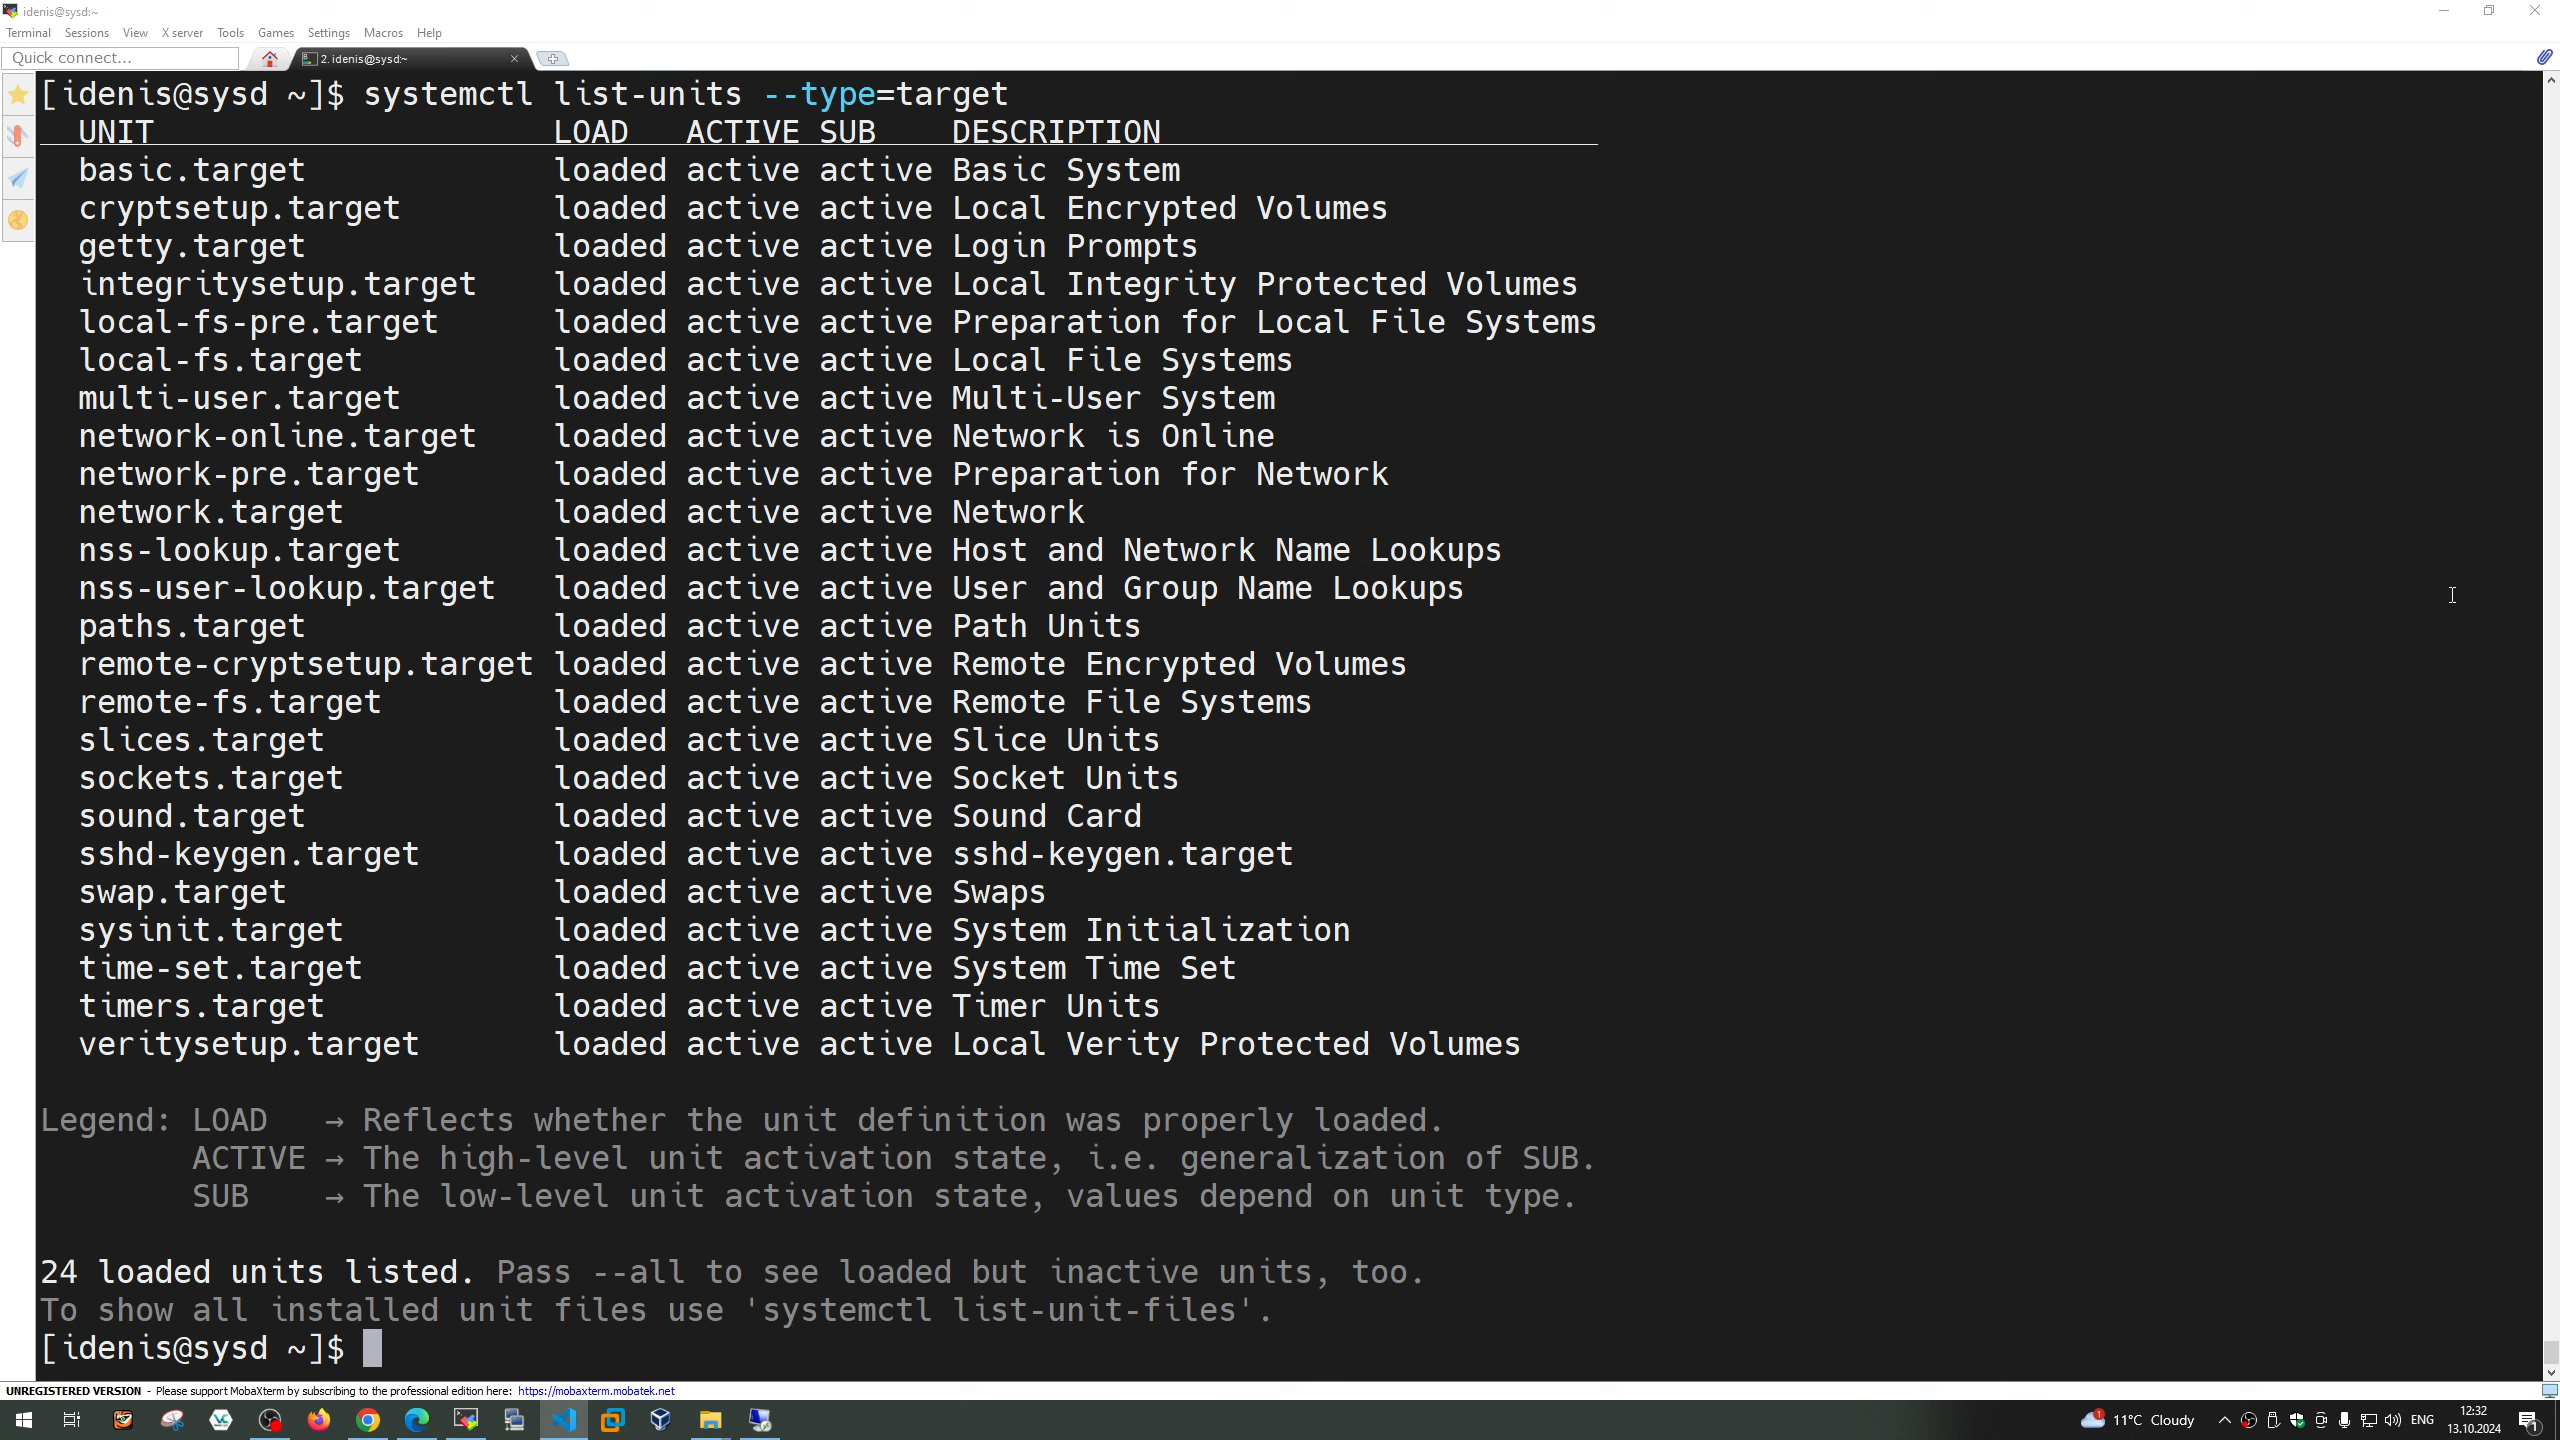 idenis@sysd:~
Terminal Sessions View X server Tools Games Settings Macros Help
Quick connect... 2. idenis@sysd:~
[idenis@sysd ~]$ systemctl list-units --type=target
UNIT LOAD ACTIVE SUB DESCRIPTION
basic.target loaded active active Basic System
cryptsetup.target loaded active active Local Encrypted Volumes
getty.target loaded active active Login Prompts
integritysetup.target loaded active active Local Integrity Protected Volumes
local-fs-pre.target loaded active active Preparation for Local File Systems
local-fs.target loaded active active Local File Systems
multi-user.target loaded active active Multi-User System
network-online.target loaded active active Network is Online
network-pre.target loaded active active Preparation for Network
network.target loaded active active Network
nss-lookup.target loaded active active Host and Network Name Lookups
nss-user-lookup.target loaded active active User and Group Name Lookups
paths.target loaded active active Path Units
remote-cryptsetup.target loaded active active Remote Encrypted Volumes
remote-fs.target loaded active active Remote File Systems
slices.target loaded active active Slice Units
sockets.target loaded active active Socket Units
sound.target loaded active active Sound Card
sshd-keygen.target loaded active active sshd-keygen.target
swap.target loaded active active Swaps
sysinit.target loaded active active System Initialization
time-set.target loaded active active System Time Set
timers.target loaded active active Timer Units
veritysetup.target loaded active active Local Verity Protected Volumes
Legend: LOAD → Reflects whether the unit definition was properly loaded.
ACTIVE → The high-level unit activation state, i.e. generalization of SUB.
SUB → The low-level unit activation state, values depend on unit type.
24 loaded units listed. Pass --all to see loaded but inactive units, too.
To show all installed unit files use 'systemctl list-unit-files'.
[idenis@sysd ~]$
UNREGISTERED VERSION - Please support MobaXterm by subscribing to the professional edition here: https://mobaxterm.mobatek.net
11°C Cloudy ENG 12:32
13.10.2024